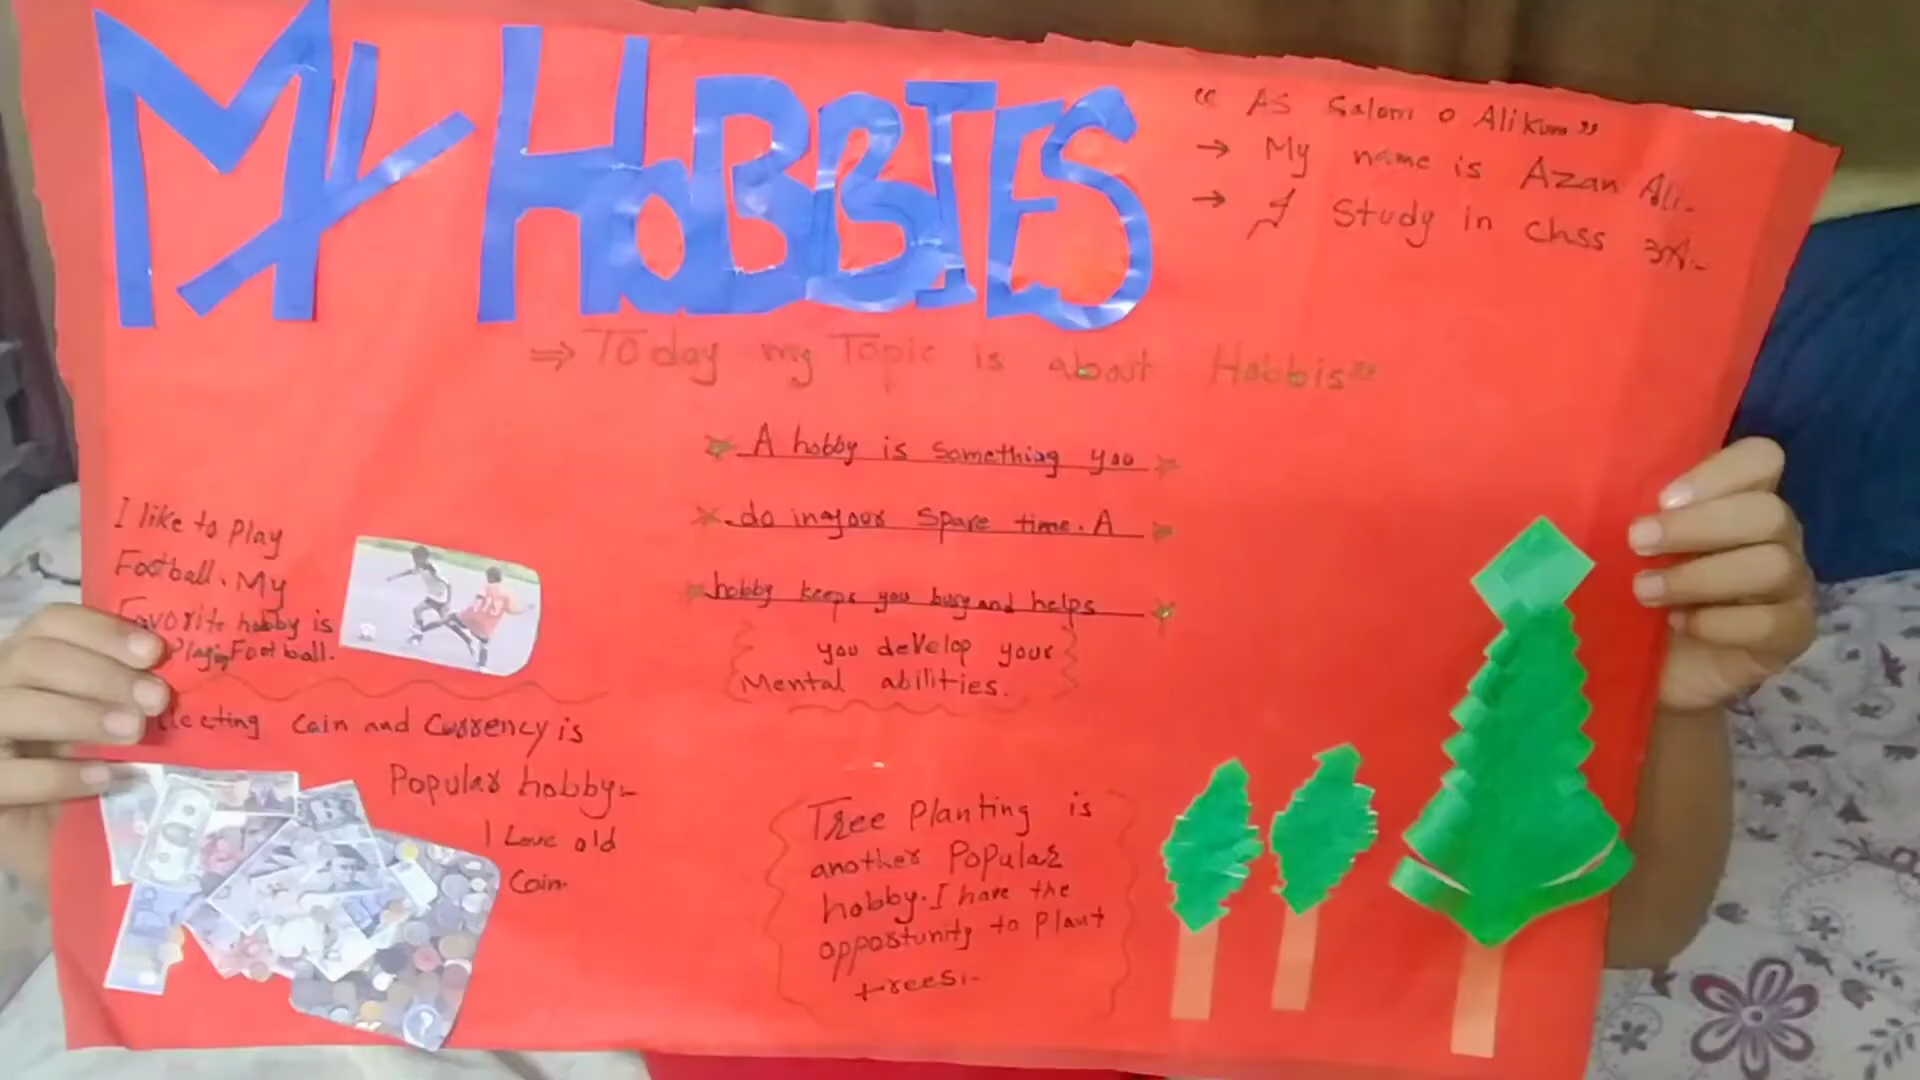 MY HOBBIES
“ AS Salam o Alikum ”
→ My name is Azan Ali.
→ I Study in class 3A.
⇒ Today my Topic is about Hobbis”
A hobby is something you
do in your spare time. A
hobby keeps you busy and helps
you develop your
Mental abilities.
I like to Play
Football. My
Favorite hobby is
Playing Football.
llecting Coin and Currency is
Popular hobby.
I Love old
Coin.
Tree Planting is
another Popular
hobby. I have the
opportunity to Plant
trees.